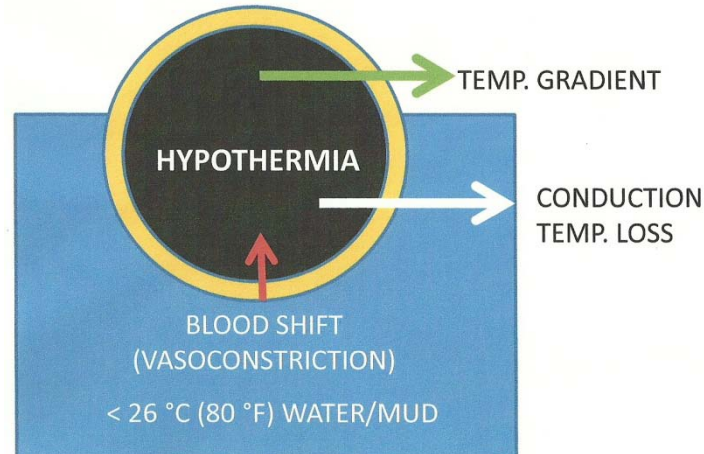 TEMP. GRADIENT
HYPOTHERMIA
CONDUCTION
TEMP. LOSS
BLOOD SHIFT
(VASOCONSTRICTION)
< 26 °C (80 °F) WATER/MUD